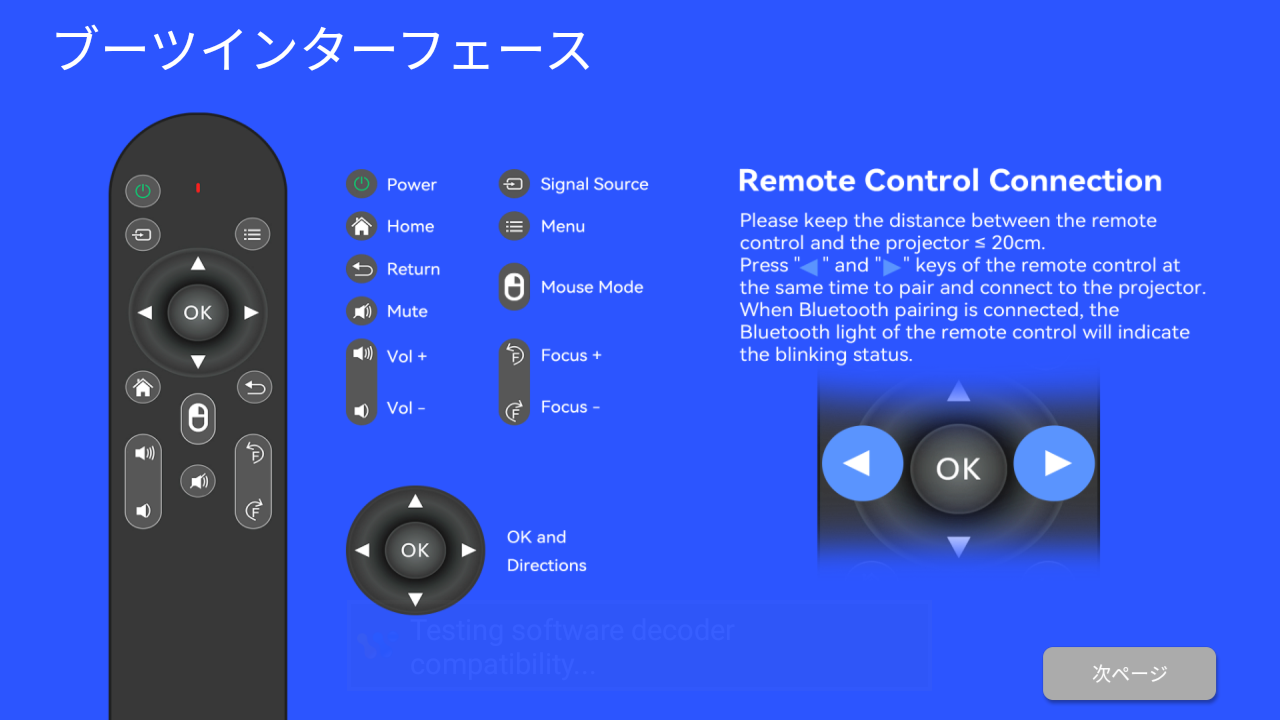 ブーツインターフェース
OK
F
F
Power
Home
Return
Mute
Vol +
Vol -
Signal Source
Menu
Mouse Mode
F
Focus +
F
Focus -
OK
OK and
Directions
Remote Control Connection
Please keep the distance between the remote
control and the projector ≤ 20cm.
Press "◀" and "▶" keys of the remote control at
the same time to pair and connect to the projector.
When Bluetooth pairing is connected, the
Bluetooth light of the remote control will indicate
the blinking status.
OK
Testing software decoder
compatibility...
次ページ